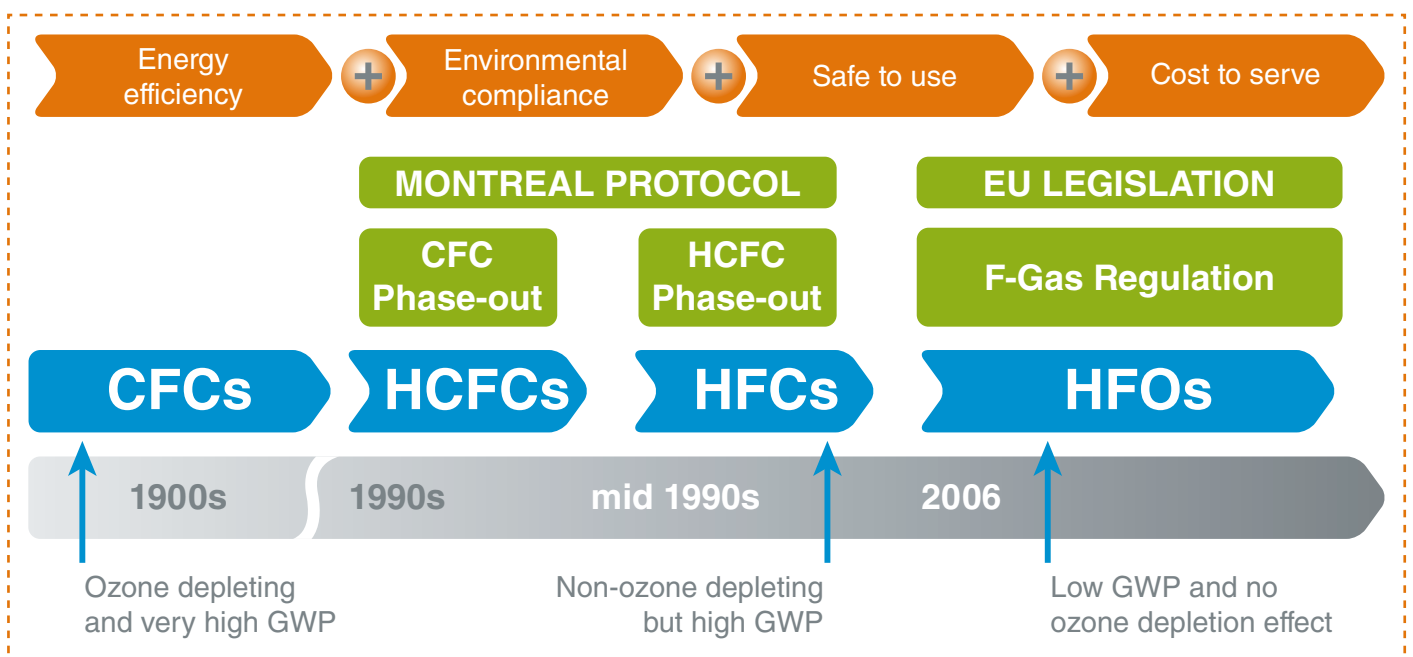 Energy
efficiency
+
Environmental
compliance
+
Safe to use
+
Cost to serve
MONTREAL PROTOCOL
EU LEGISLATION
CFC
Phase-out
HCFC
Phase-out
F-Gas Regulation
CFCs
HCFCs
HFCs
HFOs
1900s
1990s
mid 1990s
2006
Ozone depleting
and very high GWP
Non-ozone depleting
but high GWP
Low GWP and no
ozone depletion effect